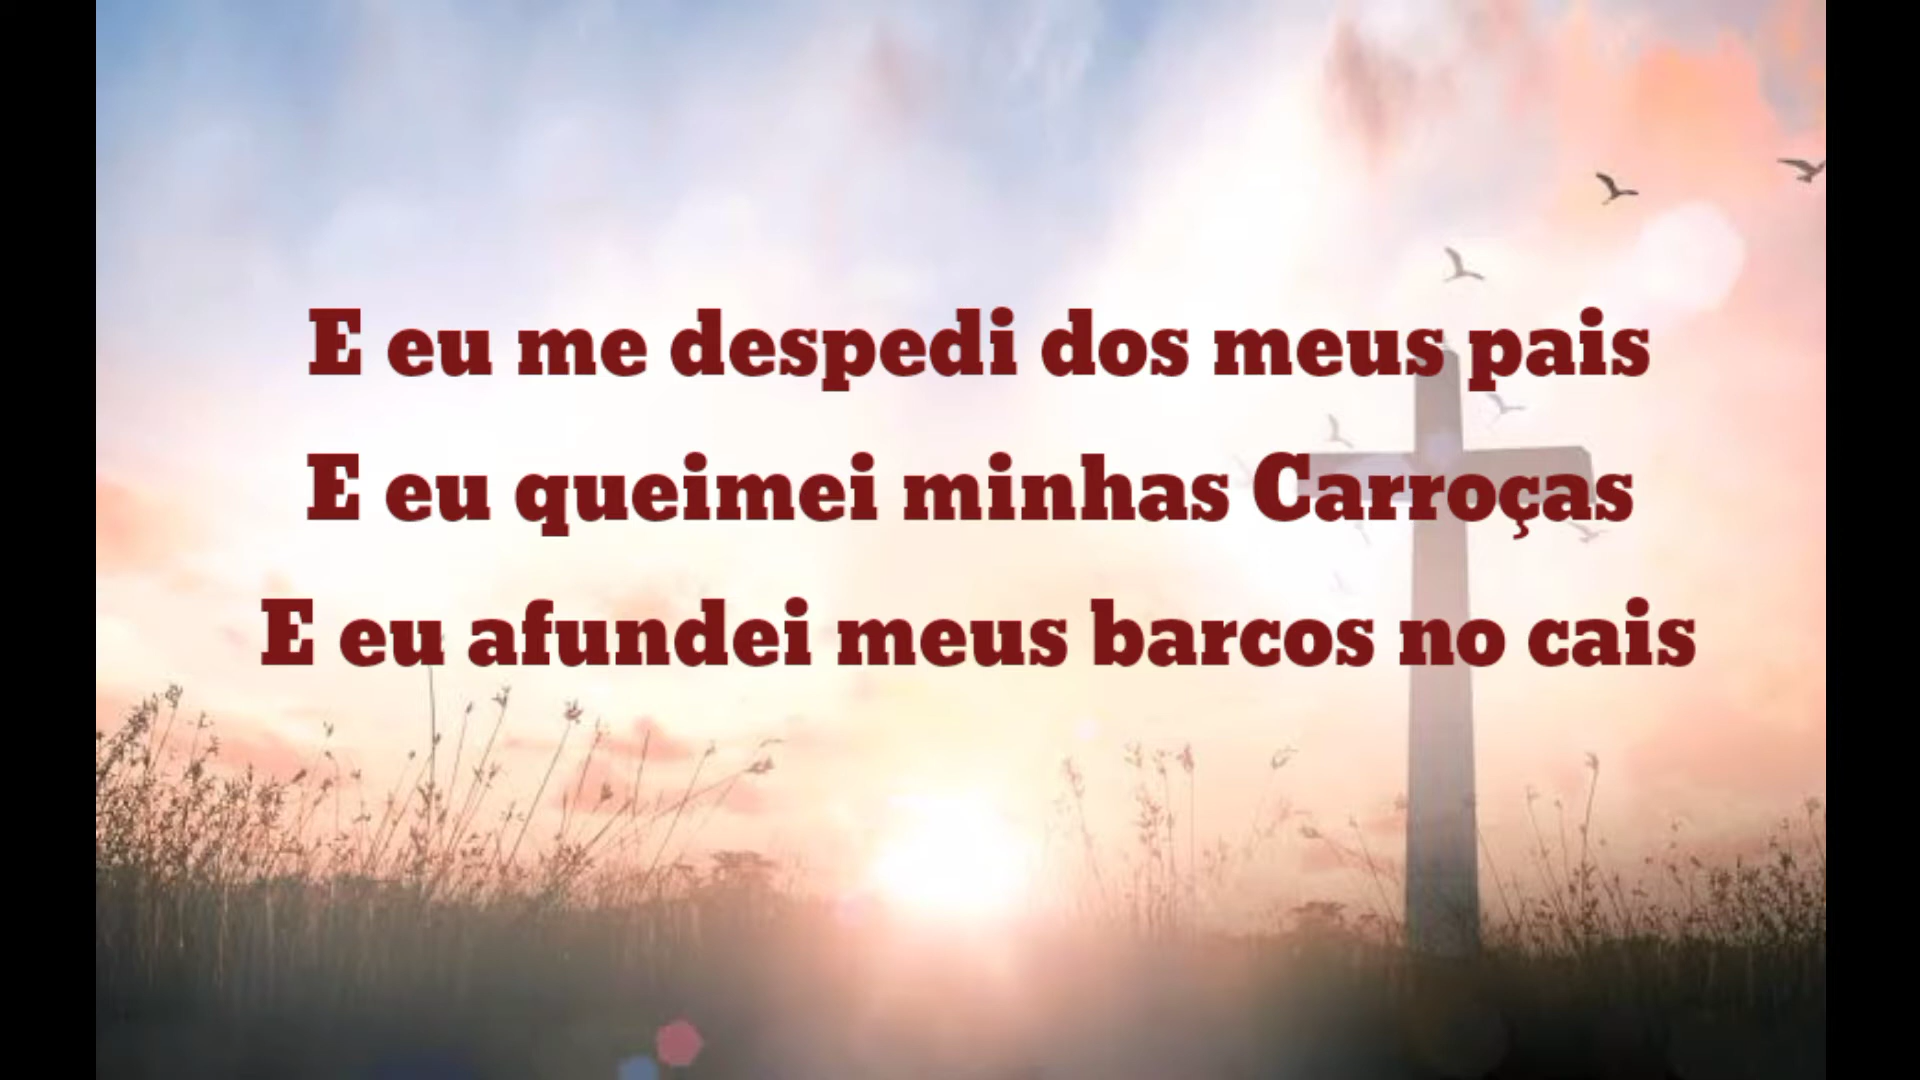 E eu me despedi dos meus pais
E eu queimei minhas Carroças
E eu afundei meus barcos no cais